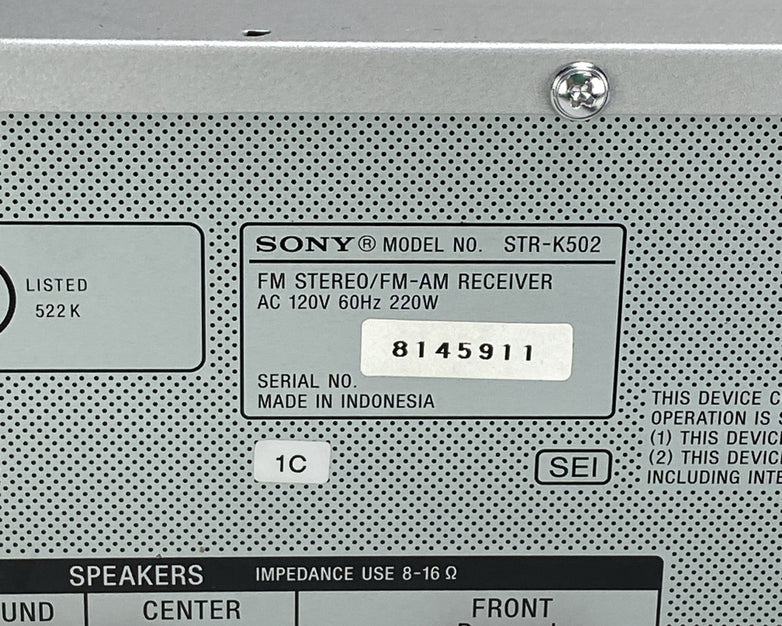 SONY® MODEL NO. STR-K502
FM STEREO/FM-AM RECEIVER
AC 120V 60Hz 220W
8145911
SERIAL NO.
MADE IN INDONESIA
LISTED
522K
1C
SEI
THIS DEVICE C
OPERATION IS
(1) THIS DEVIC
(2) THIS DEVIC
INCLUDING INTE
SPEAKERS IMPEDANCE USE 8-16 Ω
OUND CENTER FRONT